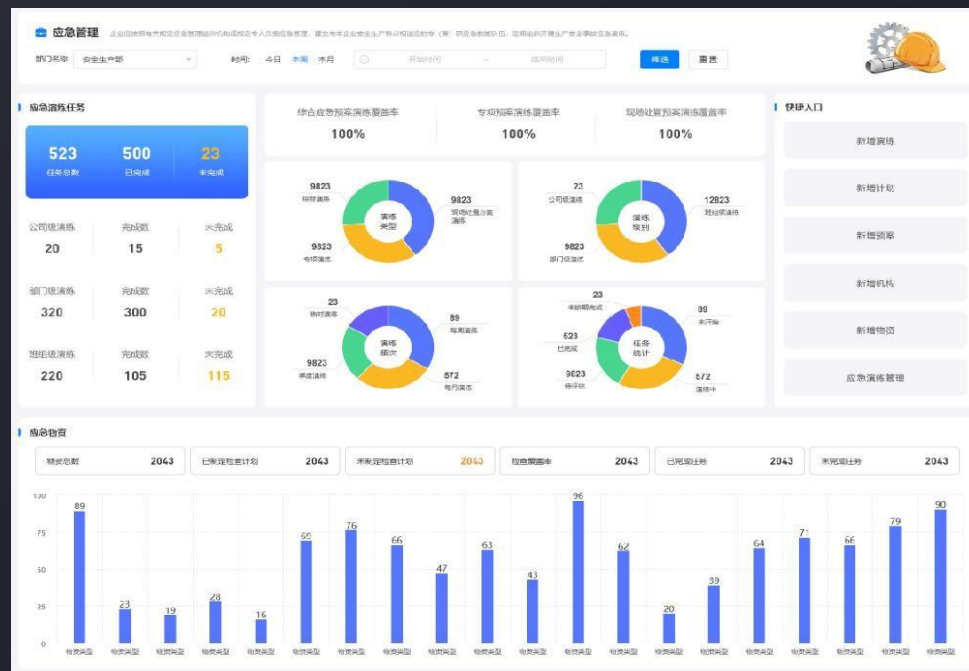 应急管理
部门名称 安全生产部 时间: 今日 本周 本月 开始时间 — 结束时间 筛选 重置
应急演练任务
523 500 23
任务总数 已完成 未完成
公司级演练 完成数 未完成
20 15 5
部门级演练 完成数 未完成
320 300 20
班组级演练 完成数 未完成
220 105 115
综合应急预案演练覆盖率 专项预案演练覆盖率 现场处置预案演练覆盖率
100% 100% 100%
9823
综合演练
9823
现场处置方案
演练
演练
类型
9823
专项演练
23
公司级演练
12823
班组级演练
演练
级别
9823
部门级演练
23
临时演练
89
每周演练
演练
频次
9823
季度演练
672
每月演练
23
未按期完成
89
未开始
623
已完成
任务
统计
9823
待评估
672
演练中
快捷入口
新增演练
新增计划
新增预案
新增机构
新增物资
应急演练管理
应急物资
物资总数 2043 已制定检查计划 2043 未制定检查计划 2043 检查覆盖率 2043 已完成任务 2043 未完成任务 2043
100
75
50
25
0
89 23 19 28 16 69 76 66 47 63 43 96 62 20 39 64 71 66 79 90
物资类型 物资类型 物资类型 物资类型 物资类型 物资类型 物资类型 物资类型 物资类型 物资类型 物资类型 物资类型 物资类型 物资类型 物资类型 物资类型 物资类型 物资类型 物资类型 物资类型